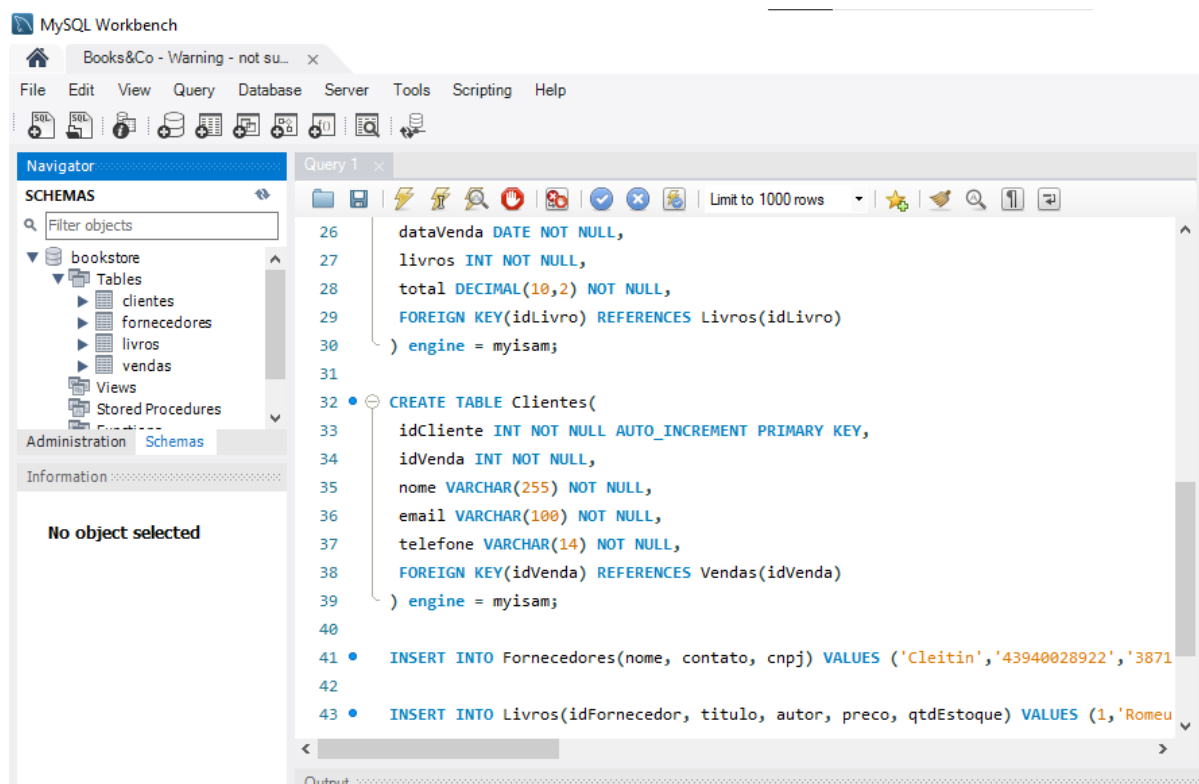 MySQL Workbench
Books&Co - Warning - not su...
File Edit View Query Database Server Tools Scripting Help
Navigator
Query 1
SCHEMAS
Limit to 1000 rows
Filter objects
bookstore
Tables
clientes
fornecedores
livros
vendas
Views
Stored Procedures
Administration Schemas
Information
No object selected
26 dataVenda DATE NOT NULL,
27 livros INT NOT NULL,
28 total DECIMAL(10,2) NOT NULL,
29 FOREIGN KEY(idLivro) REFERENCES Livros(idLivro)
30 ) engine = myisam;
31
32 CREATE TABLE Clientes(
33 idCliente INT NOT NULL AUTO_INCREMENT PRIMARY KEY,
34 idVenda INT NOT NULL,
35 nome VARCHAR(255) NOT NULL,
36 email VARCHAR(100) NOT NULL,
37 telefone VARCHAR(14) NOT NULL,
38 FOREIGN KEY(idVenda) REFERENCES Vendas(idVenda)
39 ) engine = myisam;
40
41 INSERT INTO Fornecedores(nome, contato, cnpj) VALUES ('Cleitin','43940028922','3871
42
43 INSERT INTO Livros(idFornecedor, titulo, autor, preco, qtdEstoque) VALUES (1,'Romeu
Output